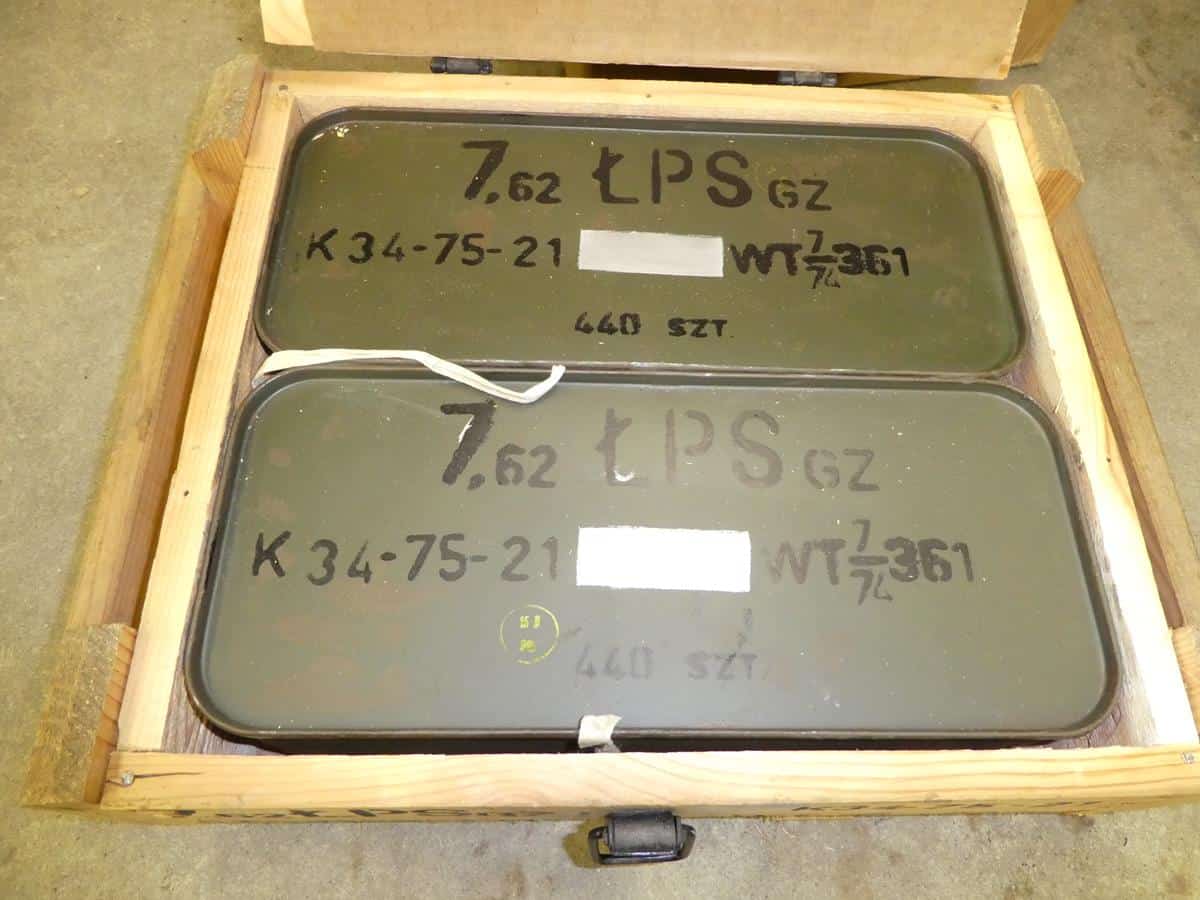 7.62 ŁPS GZ
K 34-75-21 WT 7/74 361
440 SZT.
7.62 ŁPS GZ
K 34-75-21 WT 7/74 361
440 SZT.